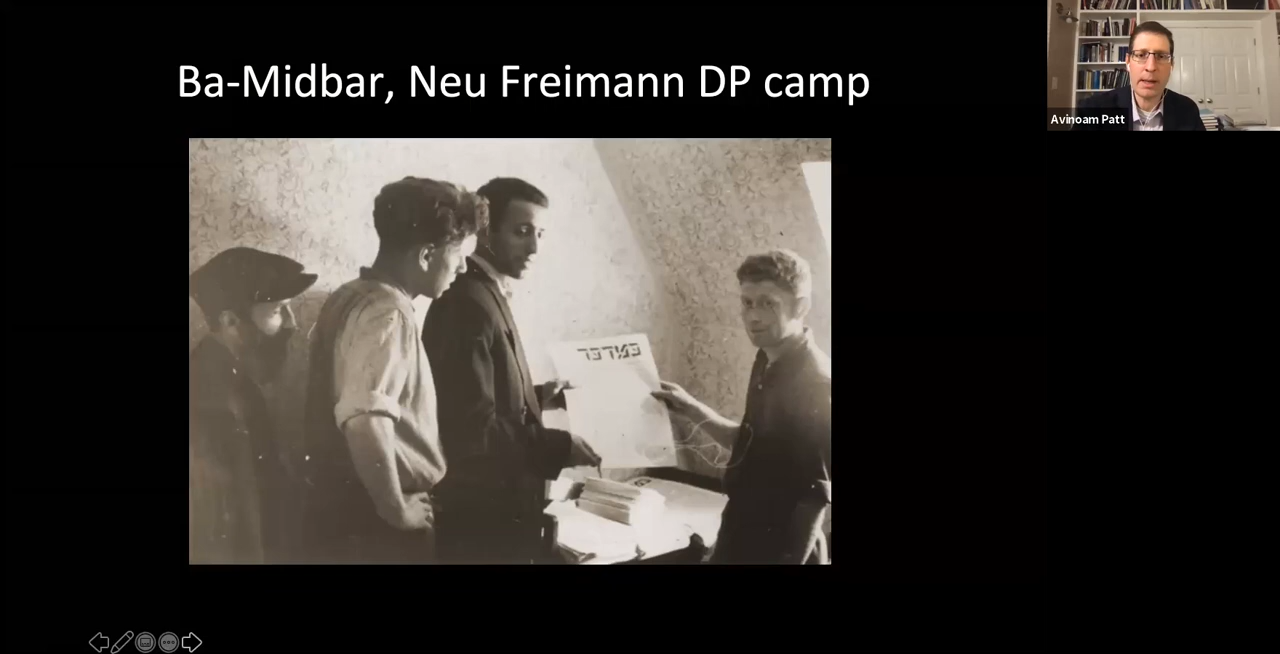 Ba-Midbar, Neu Freimann DP camp
במדבר
Avinoam Patt